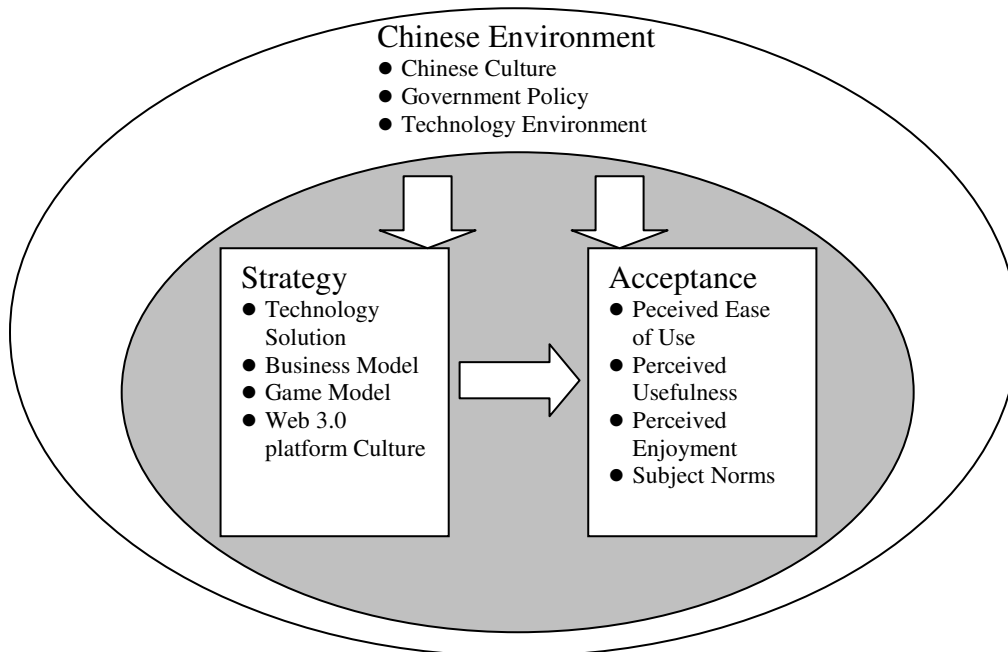 Chinese Environment
● Chinese Culture
● Government Policy
● Technology Environment
Strategy
● Technology
Solution
● Business Model
● Game Model
● Web 3.0
platform Culture
Acceptance
● Peceived Ease
of Use
● Perceived
Usefulness
● Perceived
Enjoyment
● Subject Norms